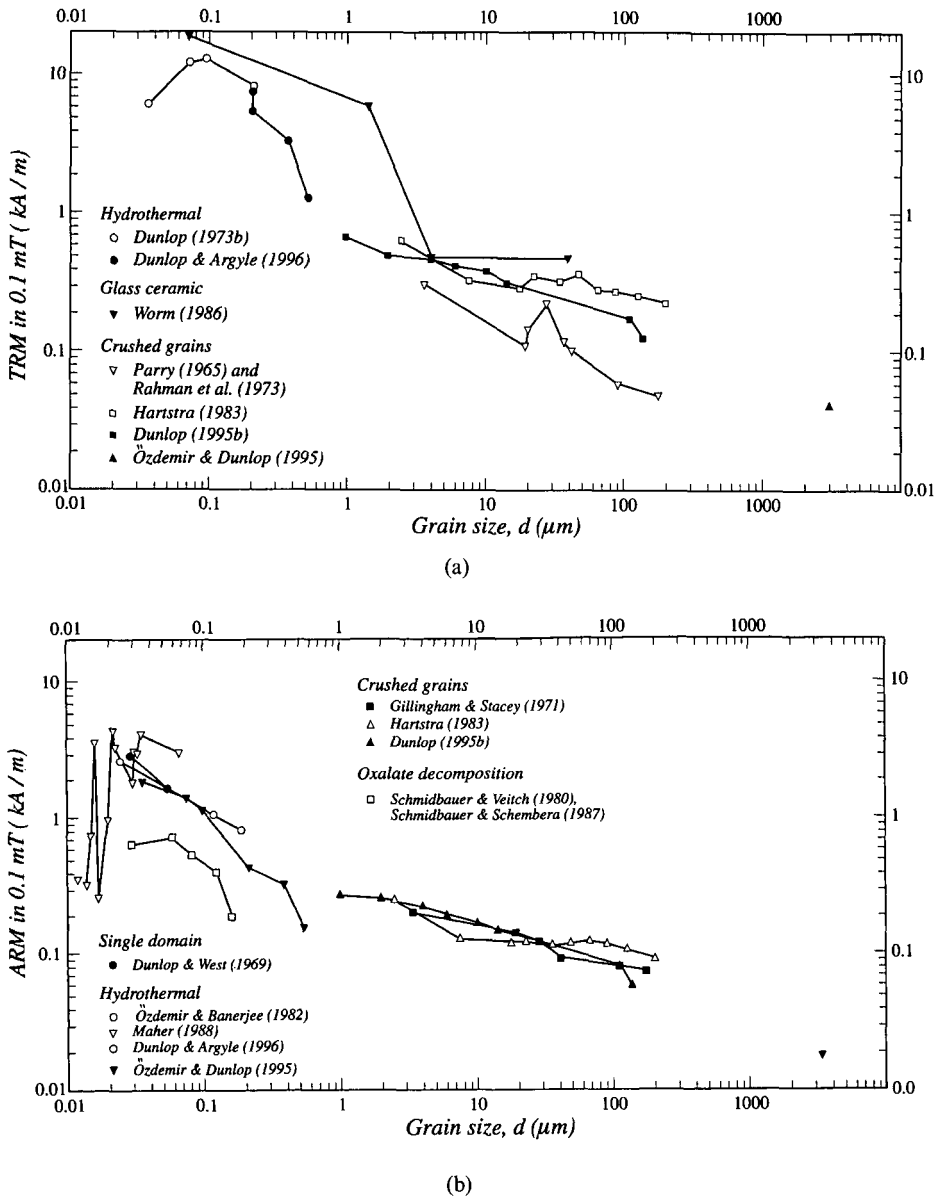 0.01 0.1 1 10 100 1000
10 10
1 1
0.1 0.1
0.01 0.01
TRM in 0.1 mT ( kA / m)
Hydrothermal
Dunlop (1973b)
Dunlop & Argyle (1996)
Glass ceramic
Worm (1986)
Crushed grains
Parry (1965) and
Rahman et al. (1973)
Hartstra (1983)
Dunlop (1995b)
Özdemir & Dunlop (1995)
0.01 0.1 1 10 100 1000
Grain size, d (μm)
(a)
0.01 0.1 1 10 100 1000
10 10
1 1
0.1 0.1
0.01 0.0
ARM in 0.1 mT ( kA / m)
Crushed grains
Gillingham & Stacey (1971)
Hartstra (1983)
Dunlop (1995b)
Oxalate decomposition
Schmidbauer & Veitch (1980),
Schmidbauer & Schembera (1987)
Single domain
Dunlop & West (1969)
Hydrothermal
Özdemir & Banerjee (1982)
Maher (1988)
Dunlop & Argyle (1996)
Özdemir & Dunlop (1995)
0.01 0.1 1 10 100 1000
Grain size, d (μm)
(b)